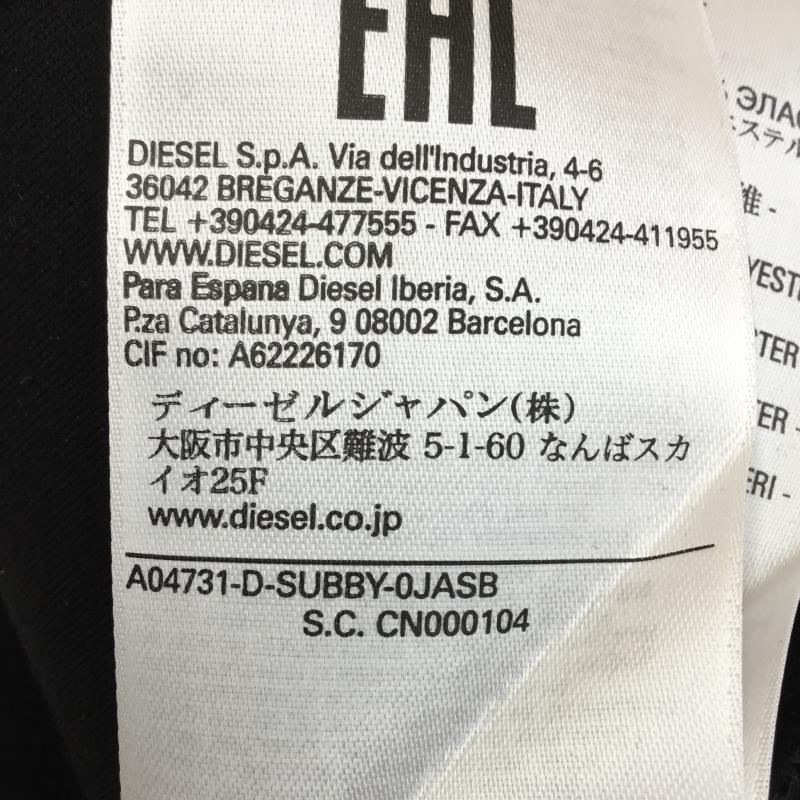 EAC
DIESEL S.p.A. Via dell'Industria, 4-6
36042 BREGANZE-VICENZA-ITALY
TEL +390424-477555 - FAX +390424-411955
WWW.DIESEL.COM
Para Espana Diesel Iberia, S.A.
P.za Catalunya, 9 08002 Barcelona
CIF no: A62226170
ディーゼルジャパン(株)
大阪市中央区難波 5-1-60 なんばスカ
イオ25F
www.diesel.co.jp
A04731-D-SUBBY-0JASB
S.C. CN000104